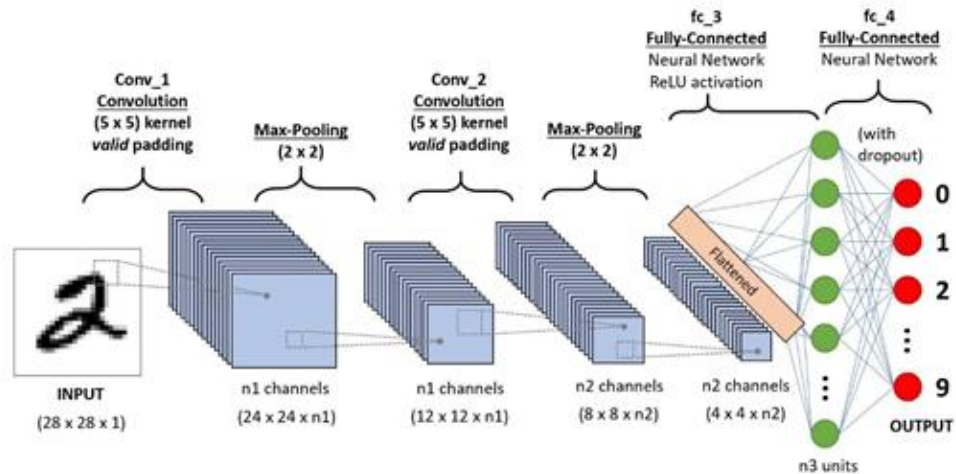 fc_3
Fully-Connected
Neural Network
ReLU activation
fc_4
Fully-Connected
Neural Network
Conv_1
Convolution
(5 x 5) kernel
valid padding
Max-Pooling
(2 x 2)
Conv_2
Convolution
(5 x 5) kernel
valid padding
Max-Pooling
(2 x 2)
(with
dropout)
Flattened
0
1
2
9
INPUT
(28 x 28 x 1)
n1 channels
(24 x 24 x n1)
n1 channels
(12 x 12 x n1)
n2 channels
(8 x 8 x n2)
n2 channels
(4 x 4 x n2)
OUTPUT
n3 units
2